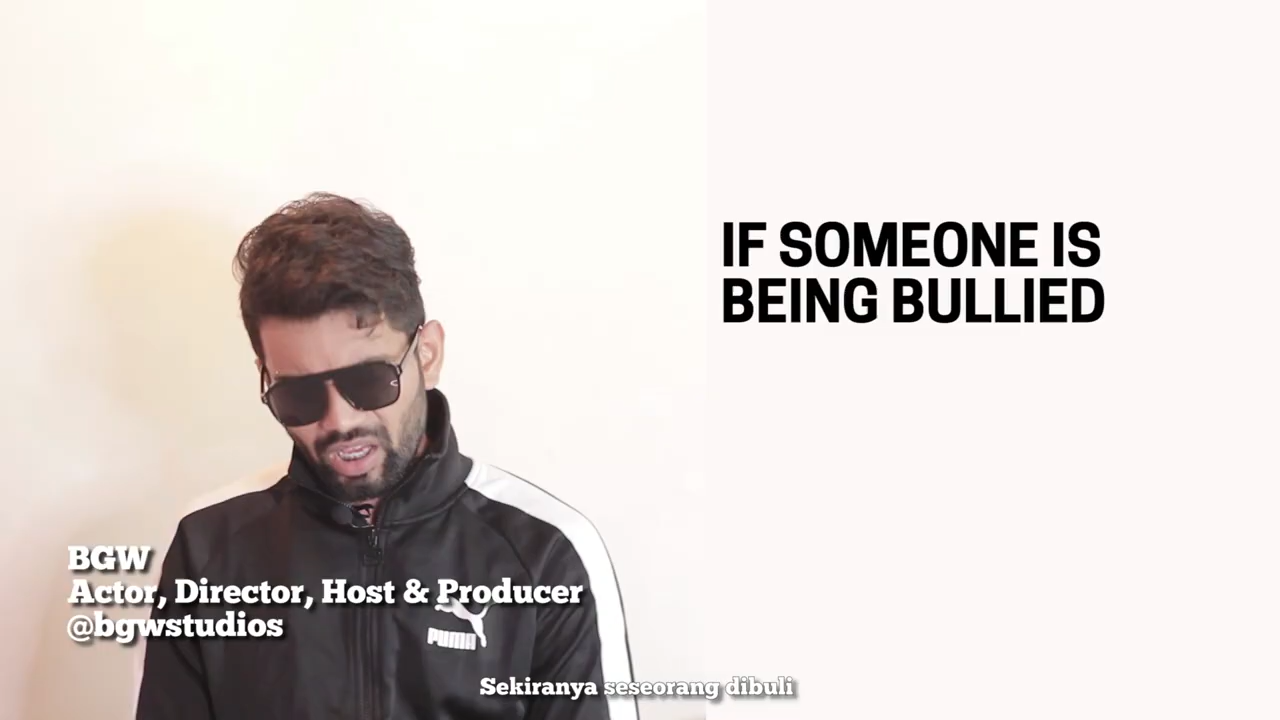 IF SOMEONE IS
BEING BULLIED
BGW
Actor, Director, Host & Producer
@bgwstudios
PUMA
Sekiranya seseorang dibuli